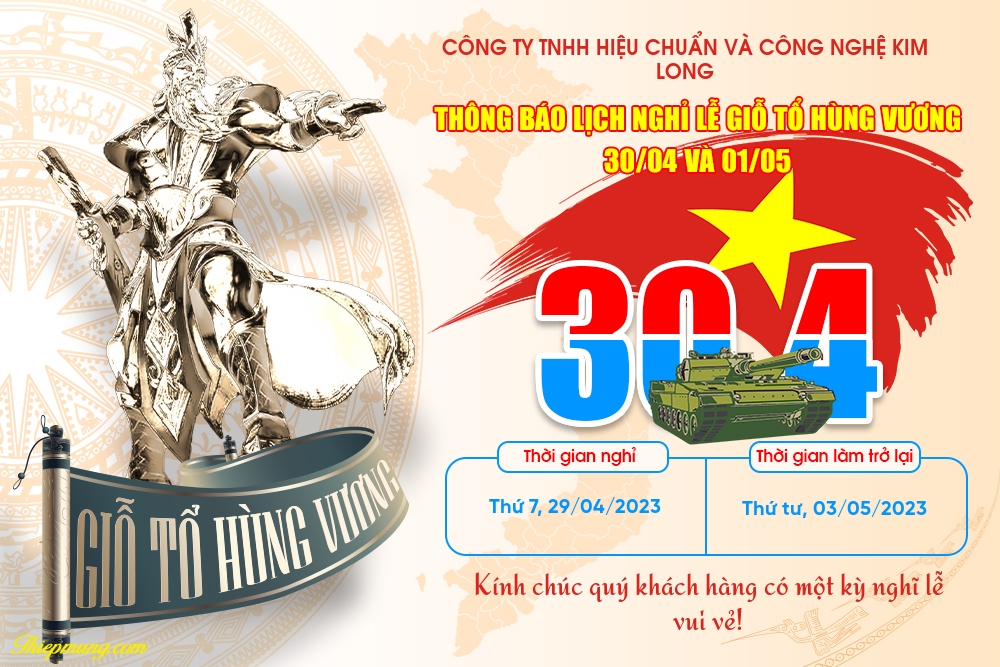 CÔNG TY TNHH HIỆU CHUẨN VÀ CÔNG NGHỆ KIM
LONG
THÔNG BÁO LỊCH NGHỈ LỄ GIỖ TỔ HÙNG VƯƠNG
30/04 VÀ 01/05
30 4
Thời gian nghỉ
Thời gian làm trở lại
Thứ 7, 29/04/2023
Thứ tư, 03/05/2023
GIỖ TỔ HÙNG VƯƠNG
Kính chúc quý khách hàng có một kỳ nghĩ lễ
vui vẻ!
Thiepmung.com